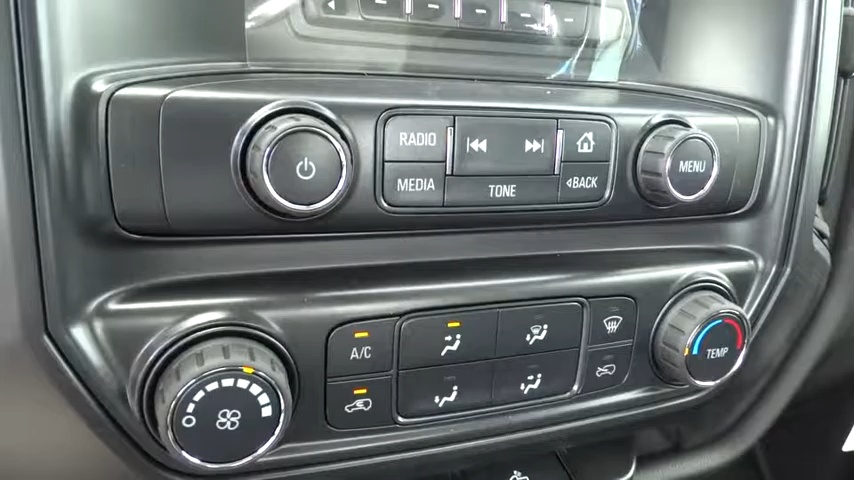 RADIO
MENU
MEDIA
TONE
BACK
A/C
TEMP